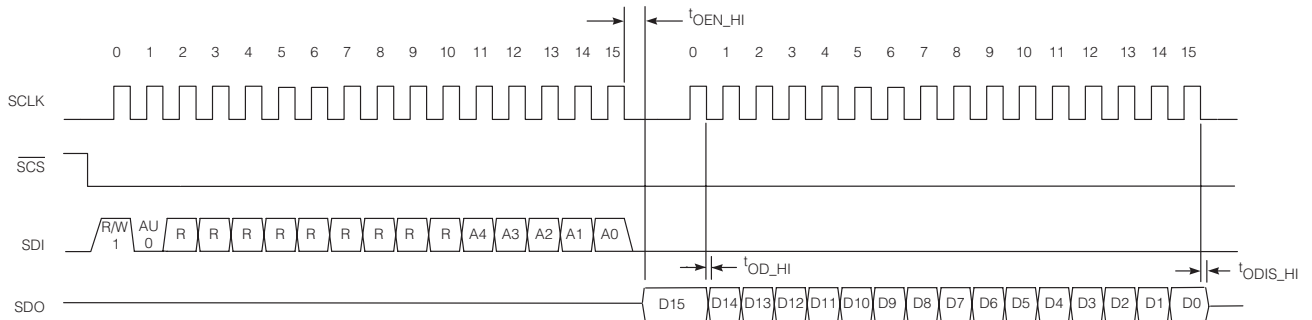 tOEN_HI
0 1 2 3 4 5 6 7 8 9 10 11 12 13 14 15 0 1 2 3 4 5 6 7 8 9 10 11 12 13 14 15
SCLK
SCS
R/W 1 AU 0 R R R R R R R R R A4 A3 A2 A1 A0
SDI
tOD_HI
tODIS_HI
SDO
D15 D14 D13 D12 D11 D10 D9 D8 D7 D6 D5 D4 D3 D2 D1 D0